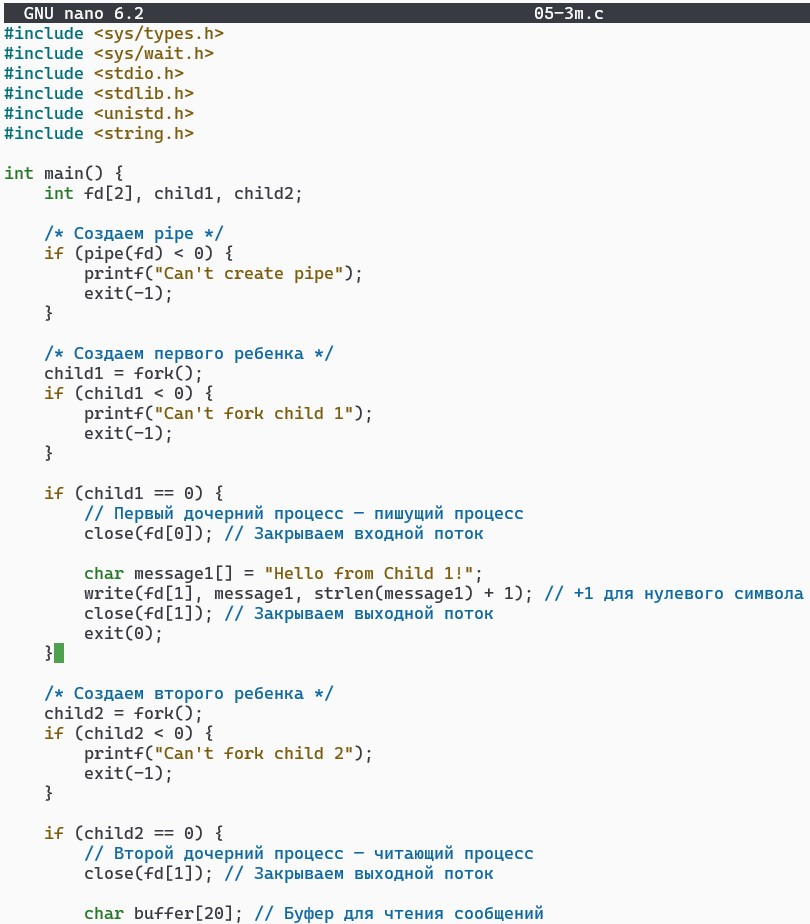 GNU nano 6.2 05-3m.c
#include <sys/types.h>
#include <sys/wait.h>
#include <stdio.h>
#include <stdlib.h>
#include <unistd.h>
#include <string.h>
int main() {
    int fd[2], child1, child2;
    /* Создаем pipe */
    if (pipe(fd) < 0) {
        printf("Can't create pipe");
        exit(-1);
    }
    /* Создаем первого ребенка */
    child1 = fork();
    if (child1 < 0) {
        printf("Can't fork child 1");
        exit(-1);
    }
    if (child1 == 0) {
        // Первый дочерний процесс — пишущий процесс
        close(fd[0]); // Закрываем входной поток
        char message1[] = "Hello from Child 1!";
        write(fd[1], message1, strlen(message1) + 1); // +1 для нулевого символа
        close(fd[1]); // Закрываем выходной поток
        exit(0);
    }
    /* Создаем второго ребенка */
    child2 = fork();
    if (child2 < 0) {
        printf("Can't fork child 2");
        exit(-1);
    }
    if (child2 == 0) {
        // Второй дочерний процесс — читающий процесс
        close(fd[1]); // Закрываем выходной поток
        char buffer[20]; // Буфер для чтения сообщений